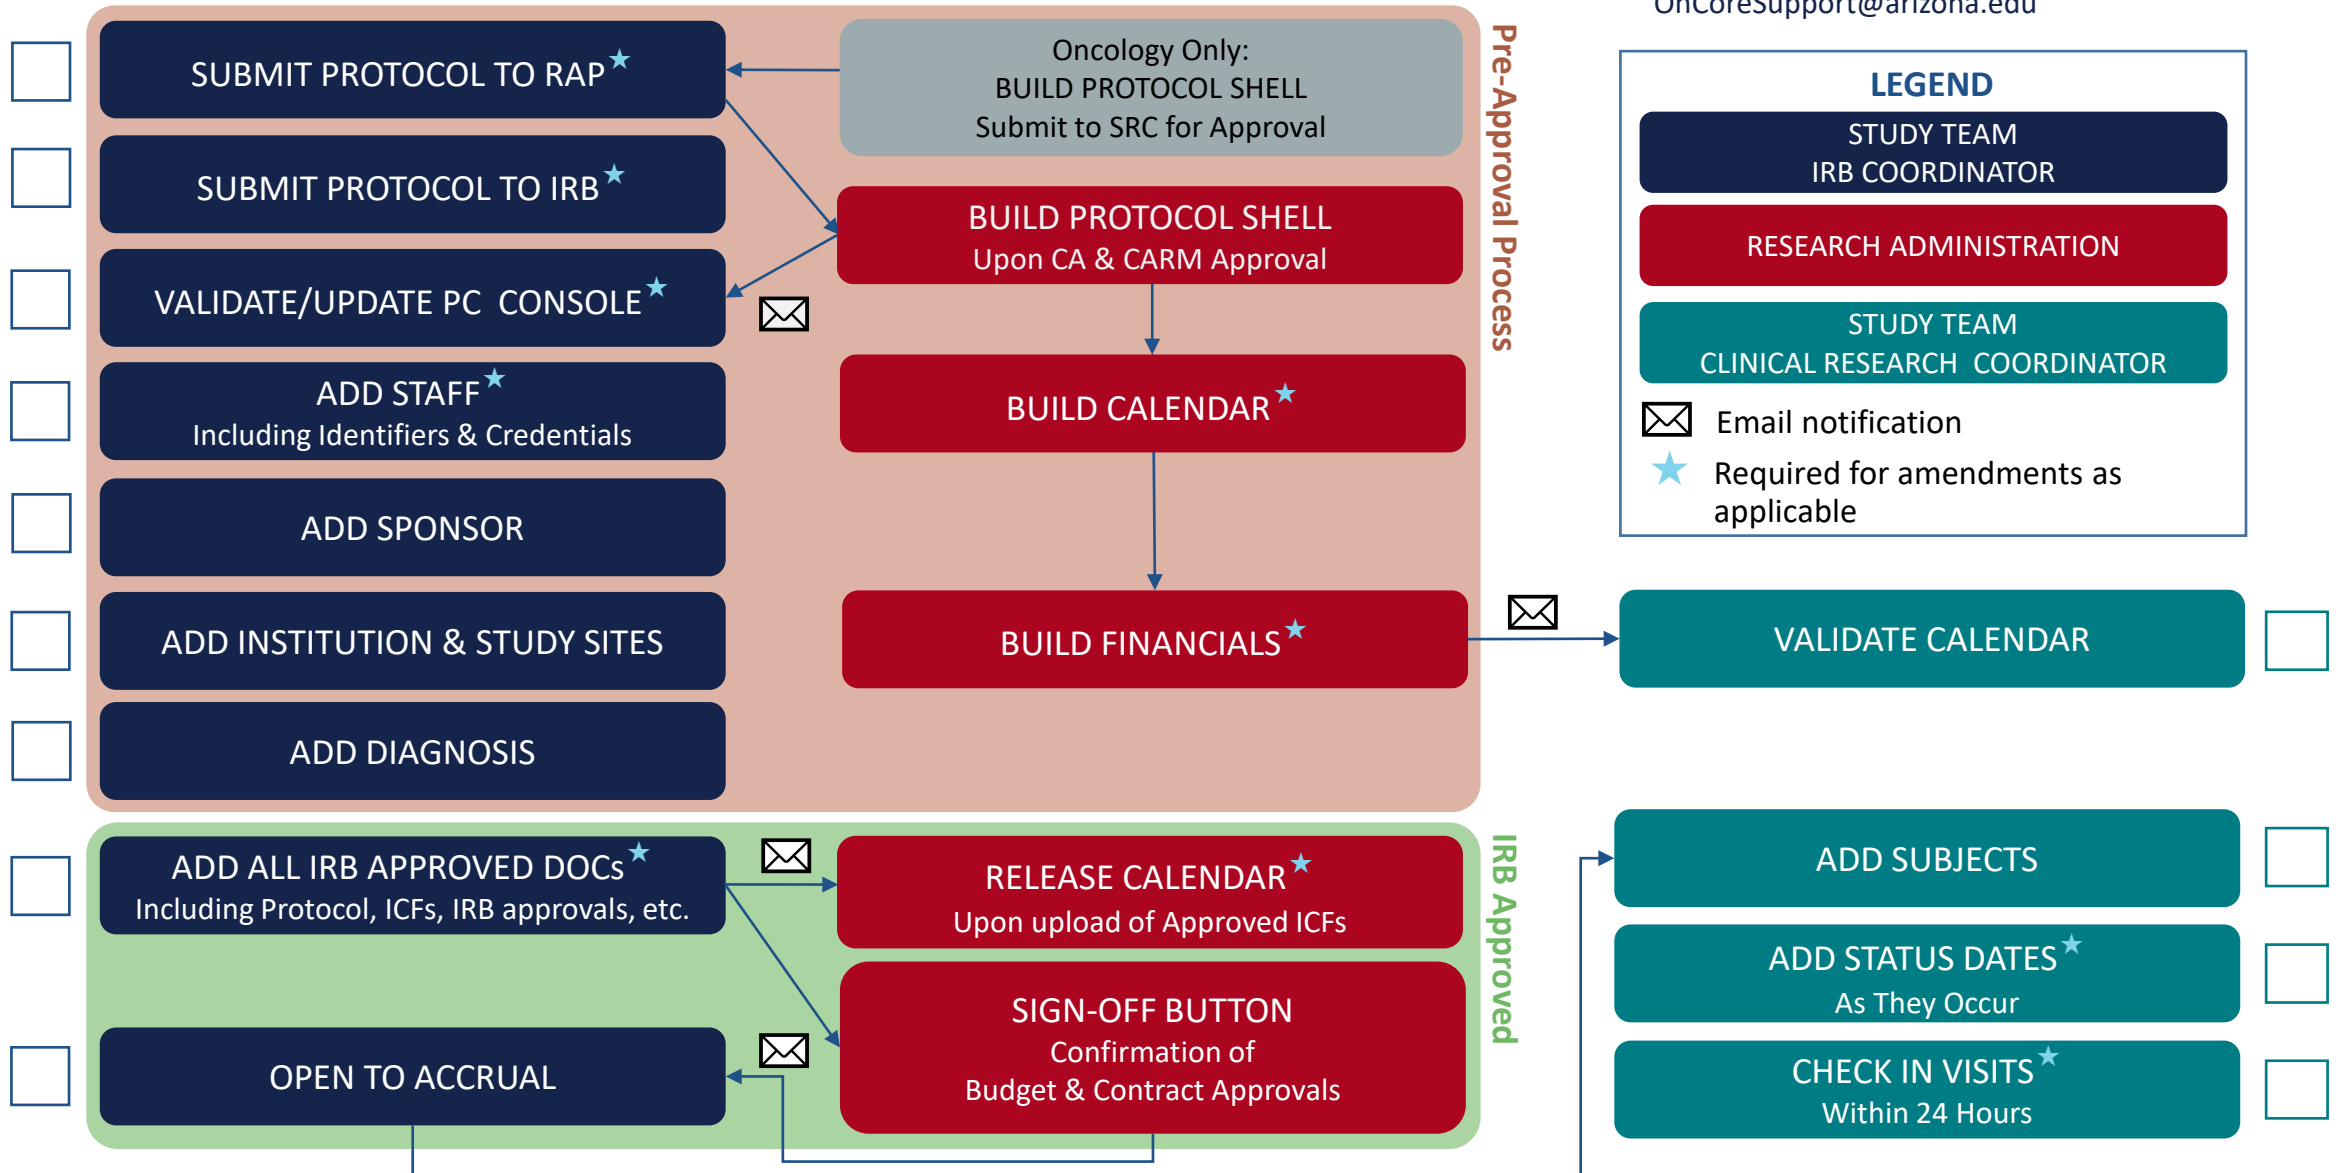 OnCoreSupport@arizona.edu
SUBMIT PROTOCOL TO RAP
SUBMIT PROTOCOL TO IRB
VALIDATE/UPDATE PC CONSOLE
ADD STAFF
Including Identifiers & Credentials
ADD SPONSOR
ADD INSTITUTION & STUDY SITES
ADD DIAGNOSIS
Oncology Only:
BUILD PROTOCOL SHELL
Submit to SRC for Approval
BUILD PROTOCOL SHELL
Upon CA & CARM Approval
BUILD CALENDAR
BUILD FINANCIALS
Pre-Approval Process
LEGEND
STUDY TEAM
IRB COORDINATOR
RESEARCH ADMINISTRATION
STUDY TEAM
CLINICAL RESEARCH COORDINATOR
Email notification
Required for amendments as
applicable
VALIDATE CALENDAR
ADD ALL IRB APPROVED DOCs
Including Protocol, ICFs, IRB approvals, etc.
OPEN TO ACCRUAL
RELEASE CALENDAR
Upon upload of Approved ICFs
SIGN-OFF BUTTON
Confirmation of
Budget & Contract Approvals
IRB Approved
ADD SUBJECTS
ADD STATUS DATES
As They Occur
CHECK IN VISITS
Within 24 Hours